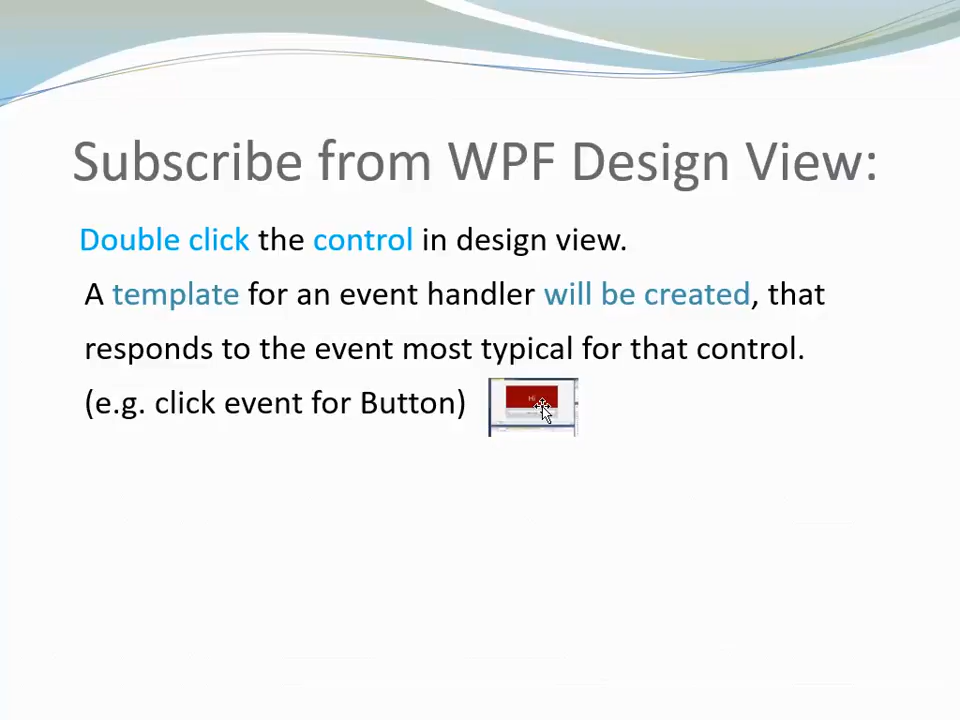 Subscribe from WPF Design View:
Double click the control in design view.
A template for an event handler will be created, that
responds to the event most typical for that control.
(e.g. click event for Button)
Hi